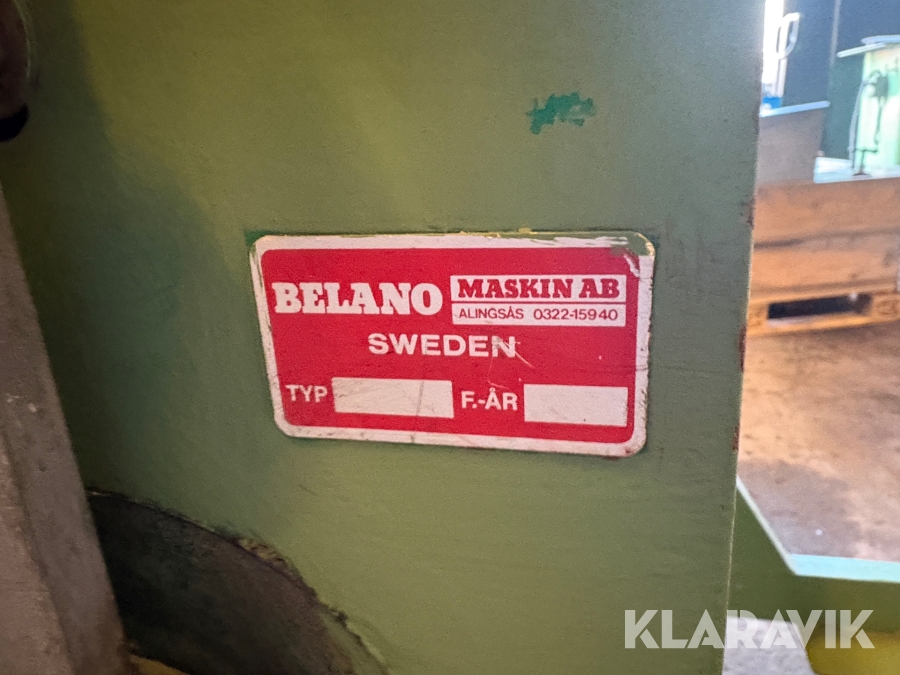 BELANO MASKIN AB
ALINGSÅS 0322-15940
SWEDEN
TYP F.-ÅR
KLARAVIK